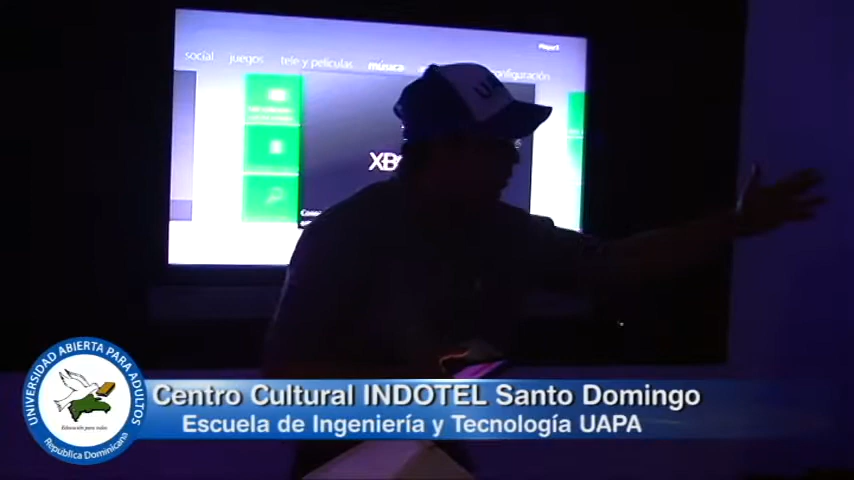 social juegos tele y películas música configuración
XB
UNIVERSIDAD ABIERTA PARA ADULTOS
Educación para todos
Republica Dominicana
Centro Cultural INDOTEL Santo Domingo
Escuela de Ingeniería y Tecnología UAPA